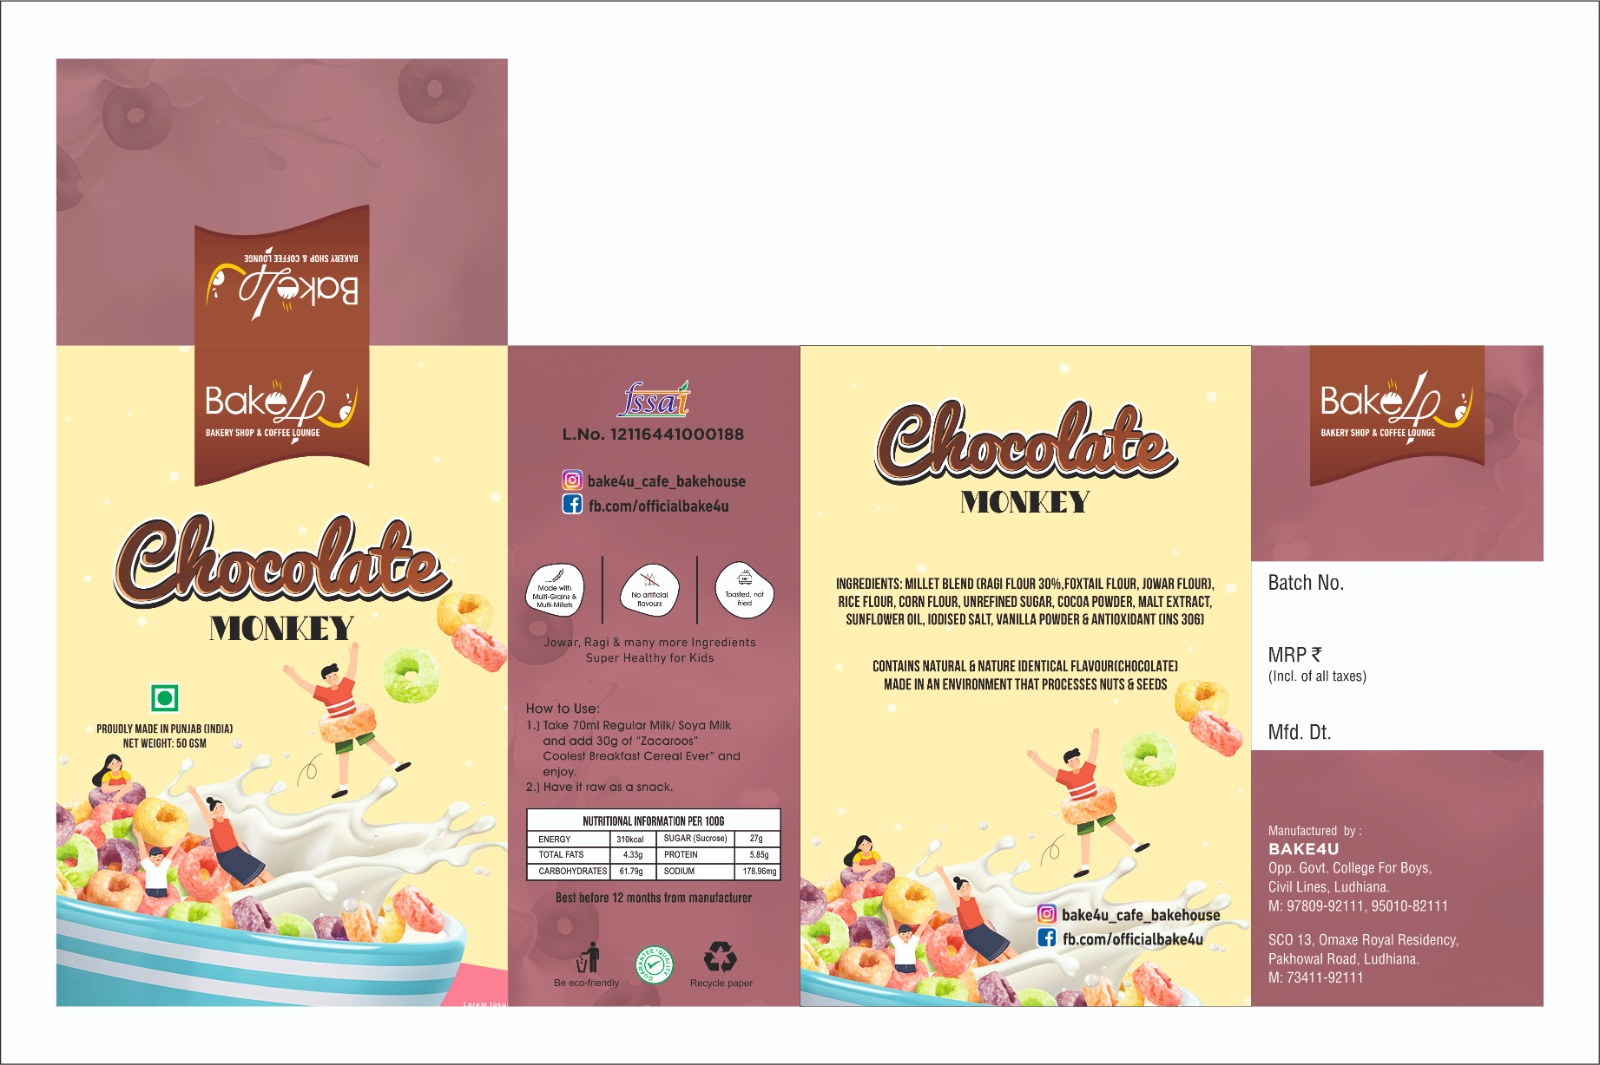 BAKERY SHOP & COFFEE LOUNGE
Bake4U
Bake4U
BAKERY SHOP & COFFEE LOUNGE
Chocolate
MONKEY
PROUDLY MADE IN PUNJAB (INDIA)
NET WEIGHT: 50 GSM
Lorem Ipsu
fssai
L.No. 12116441000188
bake4u_cafe_bakehouse
fb.com/officialbake4u
Made with
Multi-Grains &
Multi-Millets
No artificial
flavours
Toasted, not
fried
Jowar, Ragi & many more Ingredients
Super Healthy for Kids
How to Use:
1.) Take 70ml Regular Milk/ Soya Milk
and add 30g of "Zacaroos"
Coolest Breakfast Cereal Ever" and
enjoy.
2.) Have it raw as a snack.
NUTRITIONAL INFORMATION PER 100G
ENERGY 310kcal SUGAR (Sucrose) 27g
TOTAL FATS 4.33g PROTEIN 5.85g
CARBOHYDRATES 61.79g SODIUM 178.96mg
Best before 12 months from manufacturer
Be eco-friendly
GUARANTEE QUALITY
Recycle paper
Chocolate
MONKEY
INGREDIENTS: MILLET BLEND (RAGI FLOUR 30%,FOXTAIL FLOUR, JOWAR FLOUR),
RICE FLOUR, CORN FLOUR, UNREFINED SUGAR, COCOA POWDER, MALT EXTRACT,
SUNFLOWER OIL, IODISED SALT, VANILLA POWDER & ANTIOXIDANT (INS 306)
CONTAINS NATURAL & NATURE IDENTICAL FLAVOUR(CHOCOLATE)
MADE IN AN ENVIRONMENT THAT PROCESSES NUTS & SEEDS
bake4u_cafe_bakehouse
fb.com/officialbake4u
Bake4U
BAKERY SHOP & COFFEE LOUNGE
Batch No.
MRP ₹
(Incl. of all taxes)
Mfd. Dt.
Manufactured by :
BAKE4U
Opp. Govt. College For Boys,
Civil Lines, Ludhiana.
M: 97809-92111, 95010-82111
SCO 13, Omaxe Royal Residency,
Pakhowal Road, Ludhiana.
M: 73411-92111